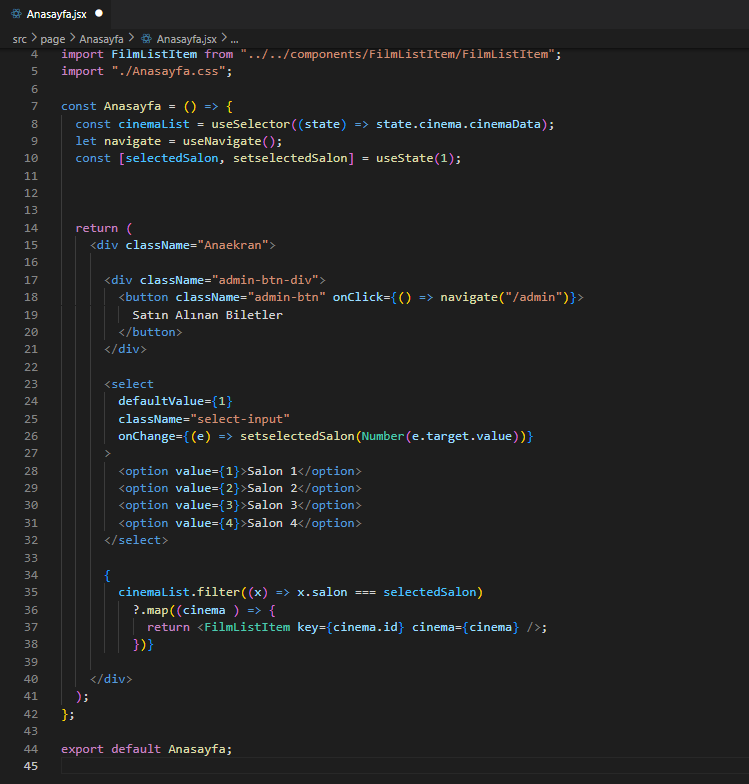 Anasayfa.jsx
src > page > Anasayfa > Anasayfa.jsx > ...
4 import FilmListItem from "../../components/FilmListItem/FilmListItem";
5 import "./Anasayfa.css";
6
7 const Anasayfa = () => {
8 const cinemaList = useSelector((state) => state.cinema.cinemaData);
9 let navigate = useNavigate();
10 const [selectedSalon, setselectedSalon] = useState(1);
11
12
13
14 return (
15 <div className="Anaekran">
16
17 <div className="admin-btn-div">
18 <button className="admin-btn" onClick={() => navigate("/admin")}>
19 Satın Alınan Biletler
20 </button>
21 </div>
22
23 <select
24 defaultValue={1}
25 className="select-input"
26 onChange={(e) => setselectedSalon(Number(e.target.value))}
27 >
28 <option value={1}>Salon 1</option>
29 <option value={2}>Salon 2</option>
30 <option value={3}>Salon 3</option>
31 <option value={4}>Salon 4</option>
32 </select>
33
34 {
35 cinemaList.filter((x) => x.salon === selectedSalon)
36 ?.map((cinema ) => {
37 return <FilmListItem key={cinema.id} cinema={cinema} />;
38 })}
39
40 </div>
41 );
42 };
43
44 export default Anasayfa;
45